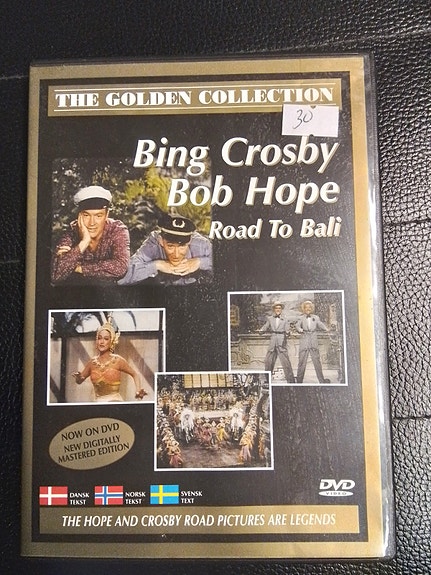 THE GOLDEN COLLECTION
30
Bing Crosby
Bob Hope
Road To Bali
NOW ON DVD
NEW DIGITALLY
MASTERED EDITION
DANSK
TEKST
NORSK
TEKST
SVENSK
TEXT
DVD
VIDEO
THE HOPE AND CROSBY ROAD PICTURES ARE LEGENDS